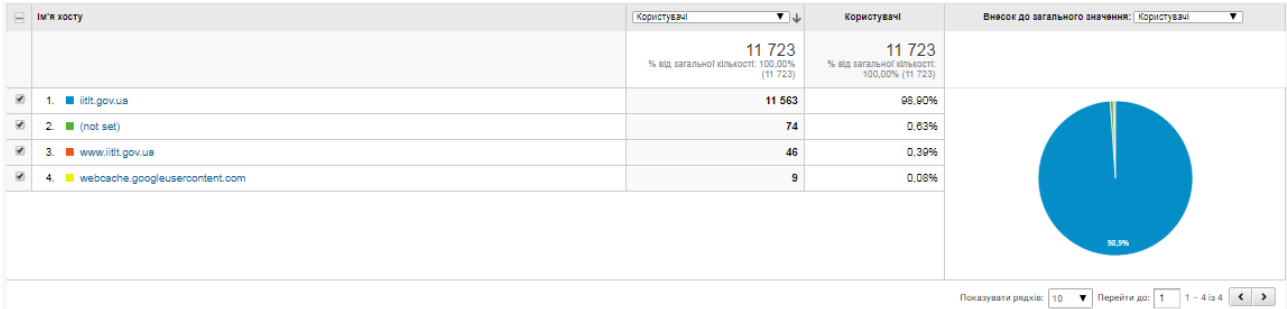 Ім'я хосту Користувачі Користувачі Внесок до загального значення: Користувачі
11 723 11 723
% від загальної кількості: 100,00% % від загальної кількості:
(11 723) 100,00% (11 723)
1. iitlt.gov.ua 11 563 98,90%
2. (not set) 74 0,63%
3. www.iitlt.gov.ua 46 0,39%
4. webcache.googleusercontent.com 9 0,08%
98,9%
Показувати рядків: 10 Перейти до: 1 1 – 4 із 4